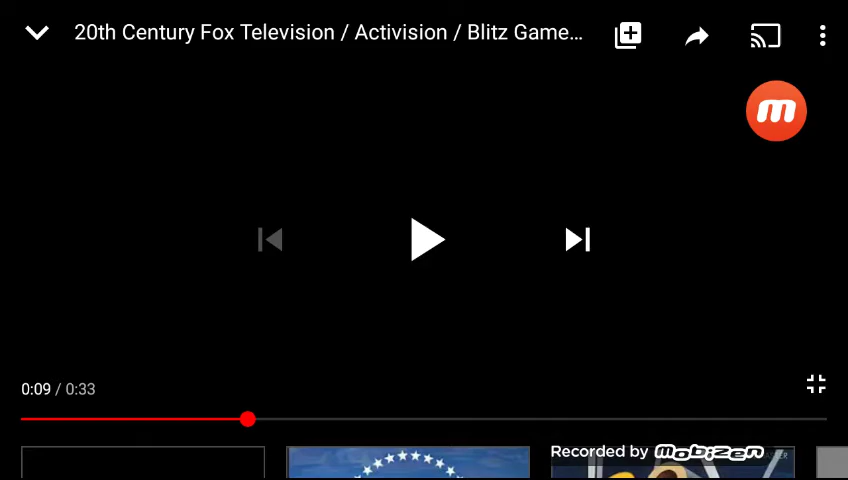 20th Century Fox Television / Activision / Blitz Game...
m
0:09 / 0:33
Recorded by mobizen